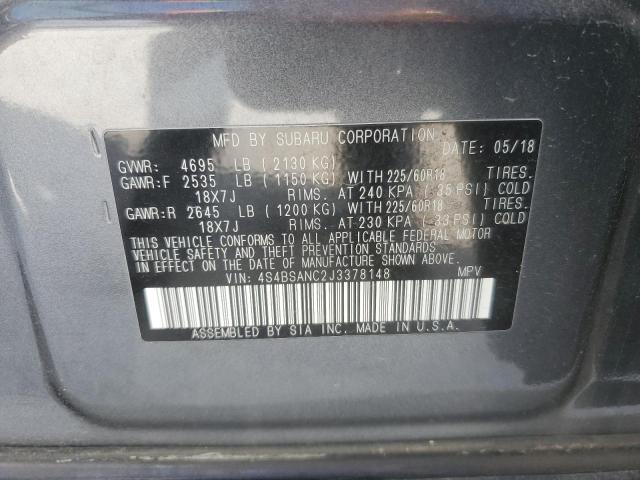 MFD BY SUBARU CORPORATION DATE: 05/18
GVWR: 4695 LB ( 2130 KG)
GAWR:F 2535 LB ( 1150 KG) WITH 225/60R18 TIRES.
18X7J RIMS. AT 240 KPA ( 35 PSI) COLD
GAWR:R 2645 LB ( 1200 KG) WITH 225/60R18 TIRES.
18X7J RIMS. AT 230 KPA ( 33 PSI) COLD
THIS VEHICLE CONFORMS TO ALL APPLICABLE FEDERAL MOTOR
VEHICLE SAFETY AND THEFT PREVENTION STANDARDS
IN EFFECT ON THE DATE OF MANUFACTURE SHOWN ABOVE.
VIN: 4S4BSANC2J3378148 MPV
ASSEMBLED BY SIA INC. MADE IN U.S.A.